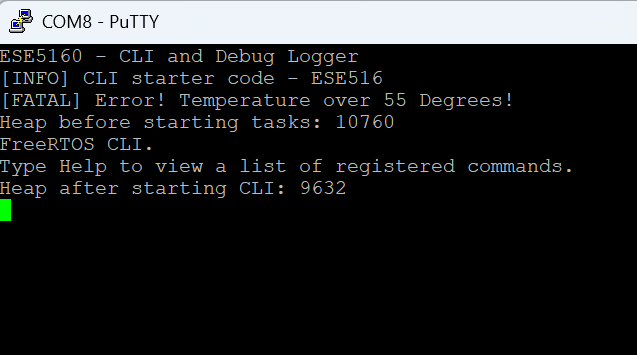 COM8 - PuTTY
ESE5160 - CLI and Debug Logger
[INFO] CLI starter code - ESE516
[FATAL] Error! Temperature over 55 Degrees!
Heap before starting tasks: 10760
FreeRTOS CLI.
Type Help to view a list of registered commands.
Heap after starting CLI: 9632